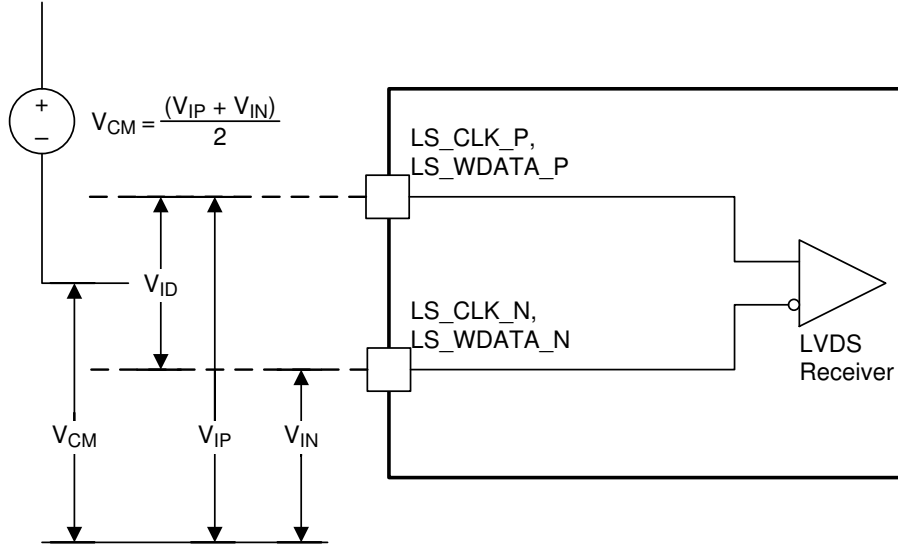 +
−
V_CM = (V_IP + V_IN)
2
LS_CLK_P,
LS_WDATA_P
V_ID
LS_CLK_N,
LS_WDATA_N
LVDS
Receiver
V_CM
V_IP
V_IN